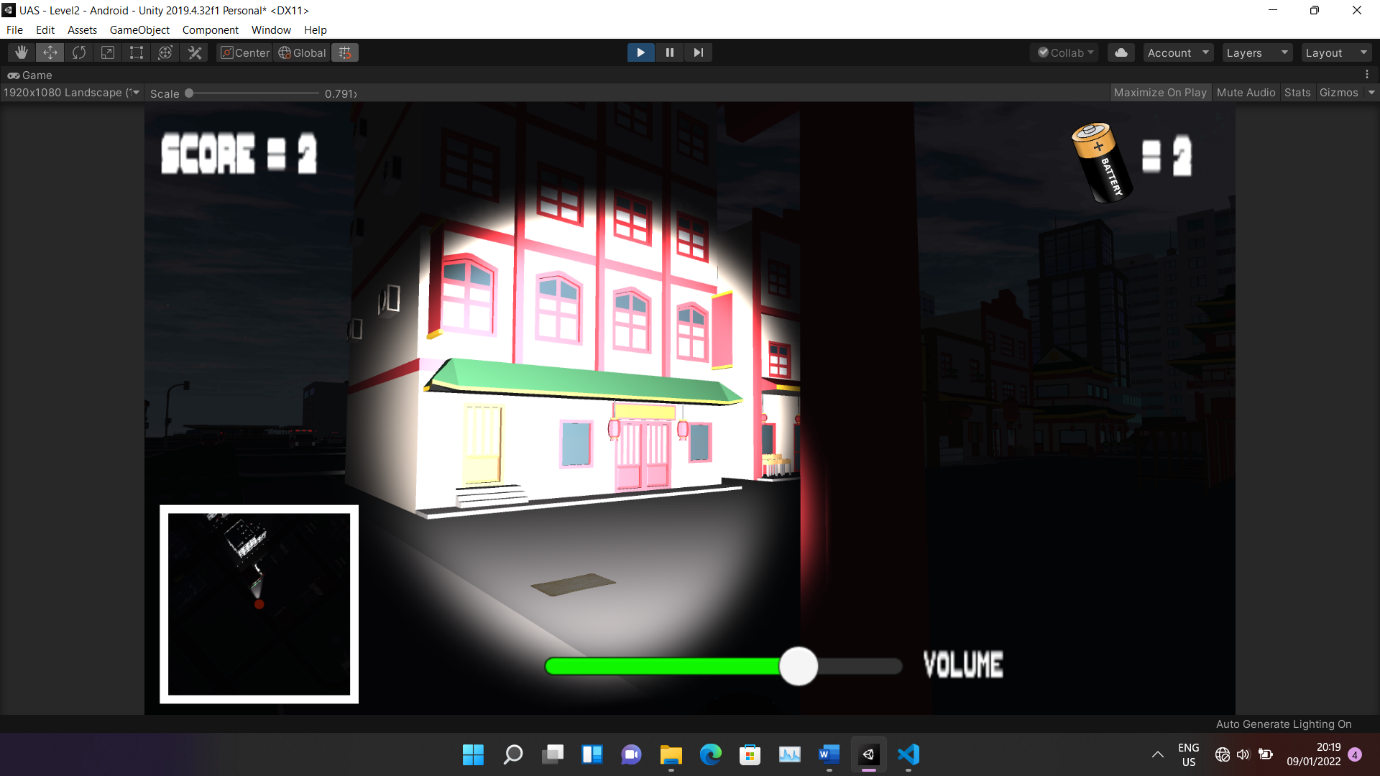 UAS - Level2 - Android - Unity 2019.4.32f1 Personal* <DX11>
File Edit Assets GameObject Component Window Help
Center Global Collab Account Layers Layout
Game
1920x1080 Landscape (1 Scale 0.791x Maximize On Play Mute Audio Stats Gizmos
SCORE = 2
BATTERY
= 2
VOLUME
Auto Generate Lighting On
ENG
US
20:19
09/01/2022
4